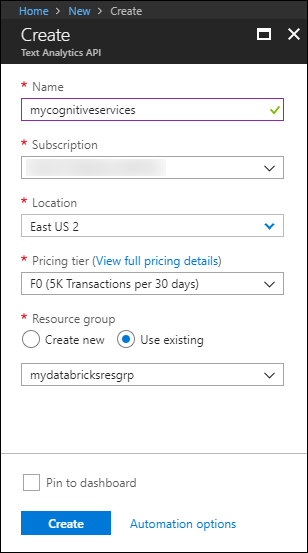 Home > New > Create
Create
Text Analytics API
* Name
mycognitiveservices
* Subscription
* Location
East US 2
* Pricing tier (View full pricing details)
F0 (5K Transactions per 30 days)
* Resource group
Create new Use existing
mydatabricksresgrp
Pin to dashboard
Create Automation options